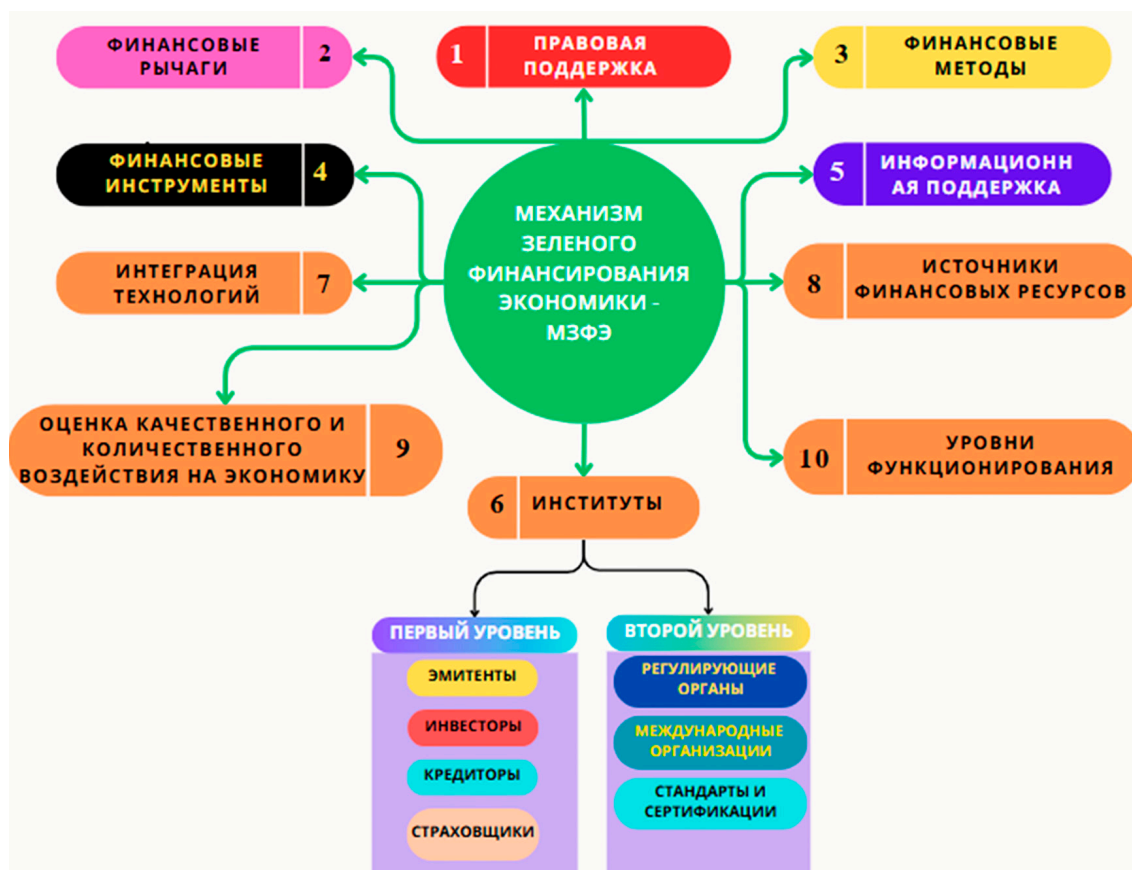 ФИНАНСОВЫЕ
РЫЧАГИ
2
1
ПРАВОВАЯ
ПОДДЕРЖКА
3
ФИНАНСОВЫЕ
МЕТОДЫ
ФИНАНСОВЫЕ
ИНСТРУМЕНТЫ
4
5
ИНФОРМАЦИОНН
АЯ ПОДДЕРЖКА
МЕХАНИЗМ
ЗЕЛЕНОГО
ФИНАНСИРОВАНИЯ
ЭКОНОМИКИ -
МЗФЭ
ИНТЕГРАЦИЯ
ТЕХНОЛОГИЙ
7
8
ИСТОЧНИКИ
ФИНАНСОВЫХ РЕСУРСОВ
ОЦЕНКА КАЧЕСТВЕННОГО И
КОЛИЧЕСТВЕННОГО
ВОЗДЕЙСТВИЯ НА ЭКОНОМИКУ
9
10
УРОВНИ
ФУНКЦИОНИРОВАНИЯ
6
ИНСТИТУТЫ
ПЕРВЫЙ УРОВЕНЬ
ЭМИТЕНТЫ
ИНВЕСТОРЫ
КРЕДИТОРЫ
СТРАХОВЩИКИ
ВТОРОЙ УРОВЕНЬ
РЕГУЛИРУЮЩИЕ
ОРГАНЫ
МЕЖДУНАРОДНЫЕ
ОРГАНИЗАЦИИ
СТАНДАРТЫ И
СЕРТИФИКАЦИИ